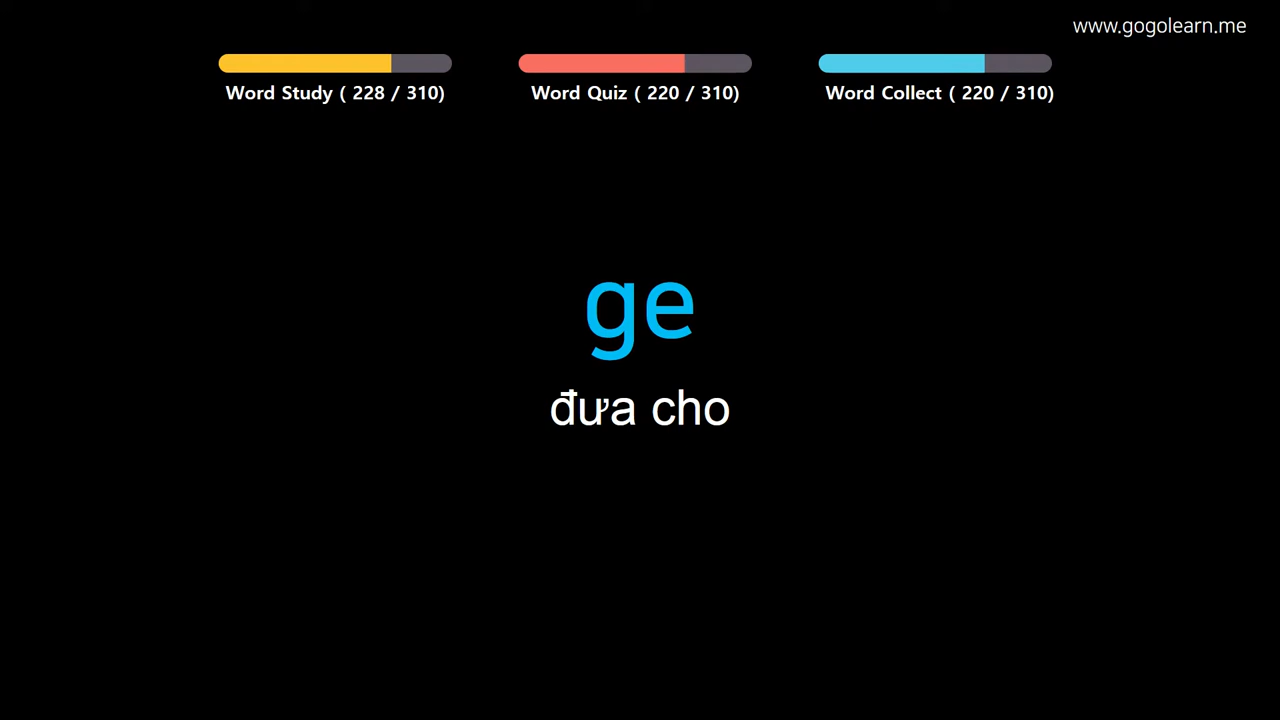 www.gogolearn.me
Word Study ( 228 / 310)
Word Quiz ( 220 / 310)
Word Collect ( 220 / 310)
ge
đưa cho